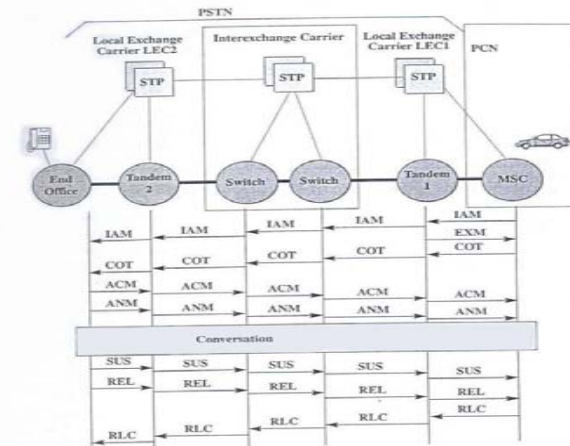 PSTN
Local Exchange
Carrier LEC2
Interexchange Carrier
Local Exchange
Carrier LEC1
PCN
STP
STP
STP
End
Office
Tandem
2
Switch
Switch
Tandem
1
MSC
IAM
IAM
IAM
IAM
IAM
EXM
COT
COT
COT
COT
COT
ACM
ACM
ACM
ACM
ACM
ANM
ANM
ANM
ANM
ANM
Conversation
SUS
SUS
SUS
SUS
SUS
REL
REL
REL
REL
REL
RLC
RLC
RLC
RLC
RLC